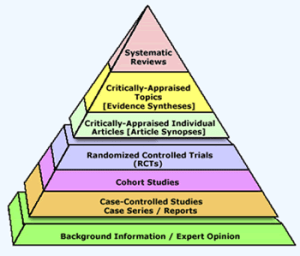 Systematic
Reviews
Critically-Appraised
Topics
[Evidence Syntheses]
Critically-Appraised Individual
Articles [Article Synopses]
Randomized Controlled Trials
(RCTs)
Cohort Studies
Case-Controlled Studies
Case Series / Reports
Background Information / Expert Opinion